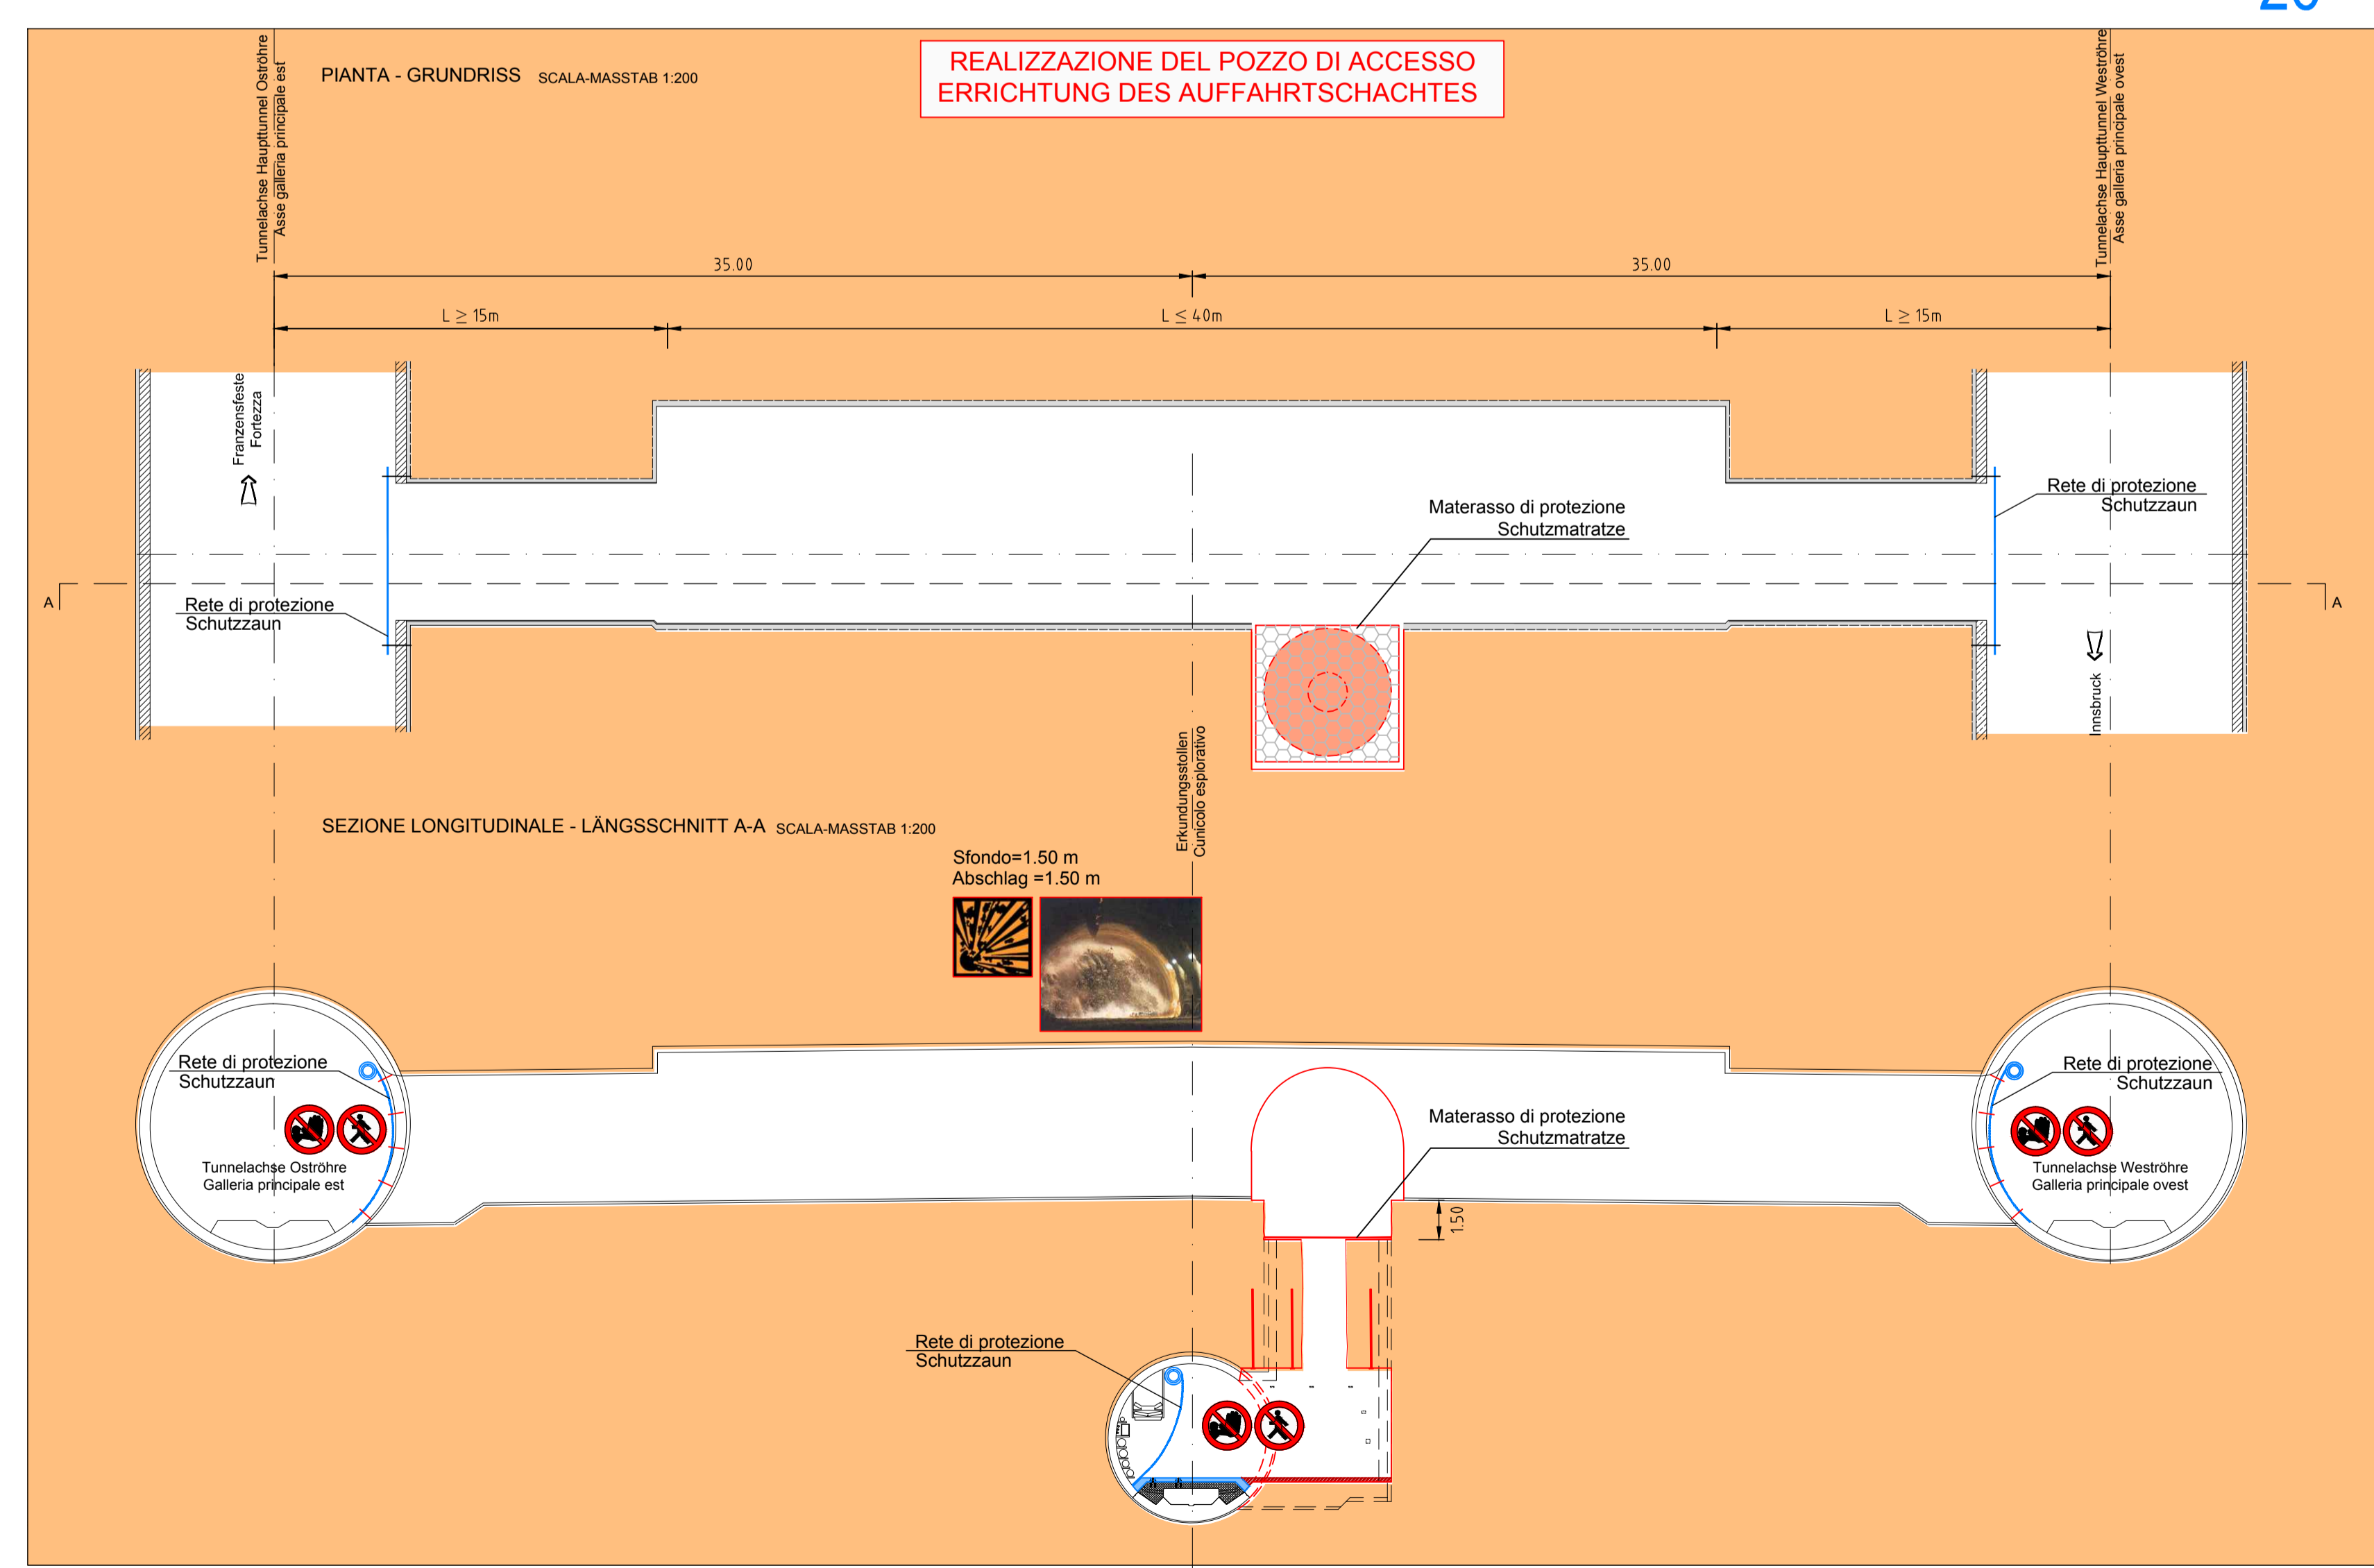 Tunnelachse Haupttunnel Oströhre
Asse galleria principale est
PIANTA - GRUNDRISS SCALA-MASSTAB 1:200
REALIZZAZIONE DEL POZZO DI ACCESSO
ERRICHTUNG DES AUFFAHRTSCHACHTES
Tunnelachse Haupttunnel Weströhre
Asse galleria principale ovest
35.00
35.00
L ≥ 15m
L ≤ 40m
L ≥ 15m
Franzensfeste
Fortezza
Rete di protezione
Schutzzaun
Materasso di protezione
Schutzmatratze
A
A
Rete di protezione
Schutzzaun
Innsbruck
Erkundungsstollen
Cunicolo esplorativo
SEZIONE LONGITUDINALE - LÄNGSSCHNITT A-A SCALA-MASSTAB 1:200
Sfondo=1.50 m
Abschlag =1.50 m
Rete di protezione
Schutzzaun
Rete di protezione
Schutzzaun
Materasso di protezione
Schutzmatratze
Tunnelachse Oströhre
Galleria principale est
Tunnelachse Weströhre
Galleria principale ovest
1.50
Rete di protezione
Schutzzaun